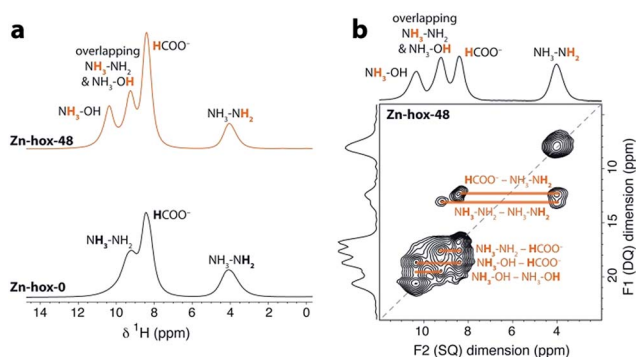 a
overlapping
NH₃-NH₂
& NH₃-OH
HCOO⁻
NH₃-OH
NH₃-NH₂
Zn-hox-48
HCOO⁻
NH₃-NH₂
NH₃-NH₂
Zn-hox-0
14 12 10 8 6 4 2 0
δ ¹H (ppm)
b
overlapping
NH₃-NH₂
& NH₃-OH
HCOO⁻
NH₃-NH₂
NH₃-OH
Zn-hox-48
HCOO⁻ – NH₃-NH₂
NH₃-NH₂ – NH₃-NH₂
NH₃-NH₂ – HCOO⁻
NH₃-OH – HCOO⁻
NH₃-OH – NH₃-OH
10
15
20
F1 (DQ) dimension (ppm)
10 8 6 4
F2 (SQ) dimension (ppm)